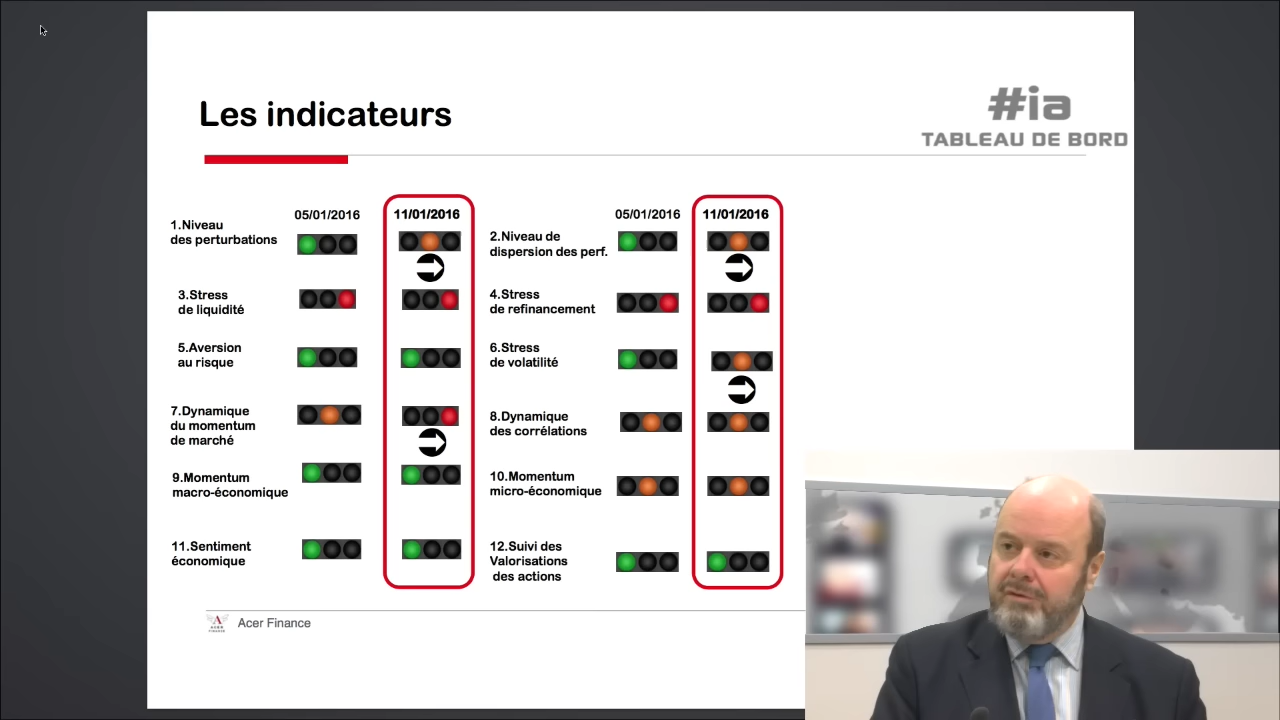 Les indicateurs
#ia
TABLEAU DE BORD
05/01/2016
11/01/2016
05/01/2016
11/01/2016
1.Niveau
des perturbations
2.Niveau de
dispersion des perf.
3.Stress
de liquidité
4.Stress
de refinancement
5.Aversion
au risque
6.Stress
de volatilité
7.Dynamique
du momentum
de marché
8.Dynamique
des corrélations
9.Momentum
macro-économique
10.Momentum
micro-économique
11.Sentiment
économique
12.Suivi des
Valorisations
des actions
ACER
FINANCE
Acer Finance